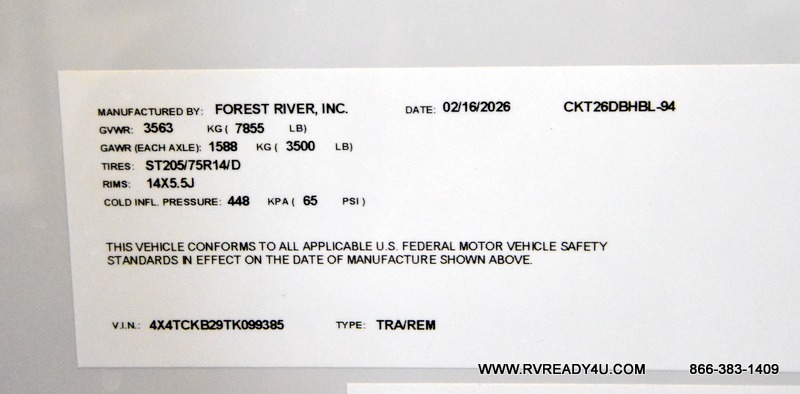 MANUFACTURED BY: FOREST RIVER, INC. DATE: 02/16/2026 CKT26DBHBL-94
GVWR: 3563 KG ( 7855 LB)
GAWR (EACH AXLE): 1588 KG ( 3500 LB)
TIRES: ST205/75R14/D
RIMS: 14X5.5J
COLD INFL. PRESSURE: 448 KPA ( 65 PSI )
THIS VEHICLE CONFORMS TO ALL APPLICABLE U.S. FEDERAL MOTOR VEHICLE SAFETY
STANDARDS IN EFFECT ON THE DATE OF MANUFACTURE SHOWN ABOVE.
V.I.N.: 4X4TCKB29TK099385 TYPE: TRA/REM
WWW.RVREADY4U.COM 866-383-1409